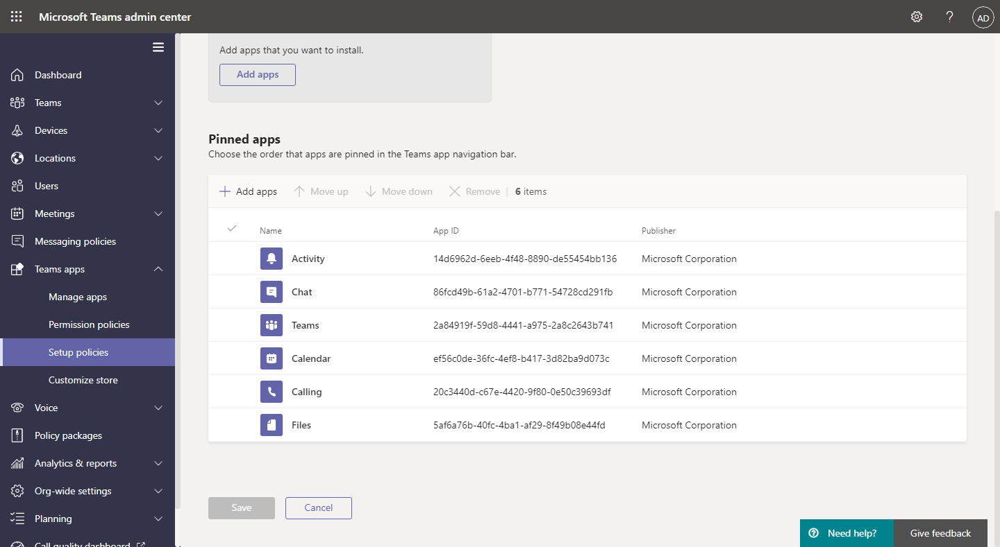 Microsoft Teams admin center
AD
Dashboard
Teams
Devices
Locations
Users
Meetings
Messaging policies
Teams apps
Manage apps
Permission policies
Setup policies
Customize store
Voice
Policy packages
Analytics & reports
Org-wide settings
Planning
Call quality dashboard
Add apps that you want to install.
Add apps
Pinned apps
Choose the order that apps are pinned in the Teams app navigation bar.
Add apps Move up Move down Remove | 6 items
Name App ID Publisher
Activity 14d6962d-6eeb-4f48-8890-de55454bb136 Microsoft Corporation
Chat 86fcd49b-61a2-4701-b771-54728cd291fb Microsoft Corporation
Teams 2a84919f-59d8-4441-a975-2a8c2643b741 Microsoft Corporation
Calendar ef56c0de-36fc-4ef8-b417-3d82ba9d073c Microsoft Corporation
Calling 20c3440d-c67e-4420-9f80-0e50c39693df Microsoft Corporation
Files 5af6a76b-40fc-4ba1-af29-8f49b08e44fd Microsoft Corporation
Save Cancel
Need help? Give feedback